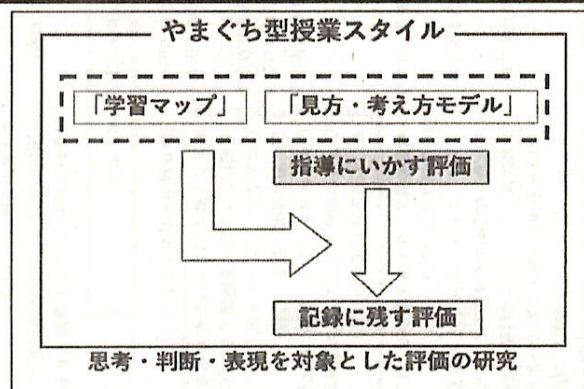 やまぐち型授業スタイル
「学習マップ」 「見方・考え方モデル」
指導にいかす評価
記録に残す評価
思考・判断・表現を対象とした評価の研究